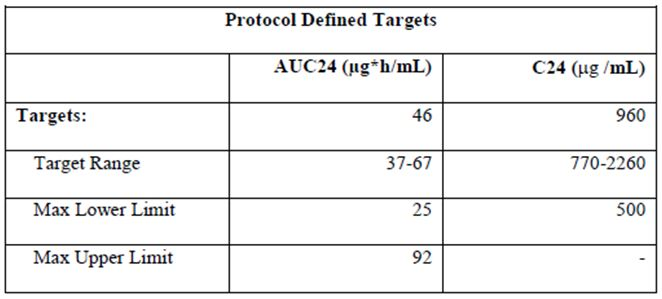 Protocol Defined Targets
AUC24 (μg*h/mL) C24 (μg /mL)
Targets: 46 960
Target Range 37-67 770-2260
Max Lower Limit 25 500
Max Upper Limit 92 -